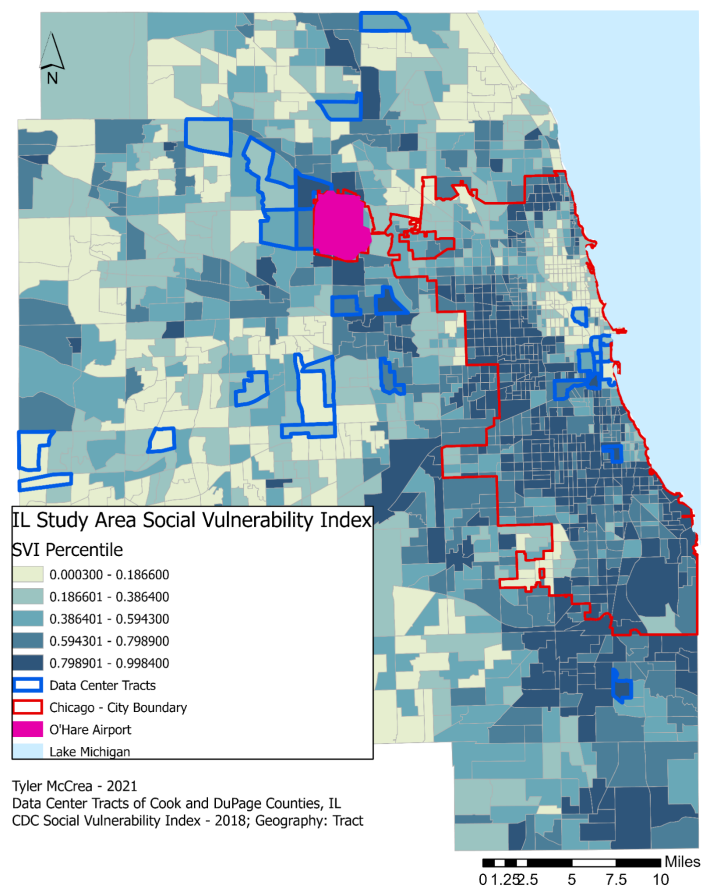 N
IL Study Area Social Vulnerability Index
SVI Percentile
0.000300 - 0.186600
0.186601 - 0.386400
0.386401 - 0.594300
0.594301 - 0.798900
0.798901 - 0.998400
Data Center Tracts
Chicago - City Boundary
O'Hare Airport
Lake Michigan
Tyler McCrea - 2021
Data Center Tracts of Cook and DuPage Counties, IL
CDC Social Vulnerability Index - 2018; Geography: Tract
Miles
0 1.25 2.5 5 7.5 10